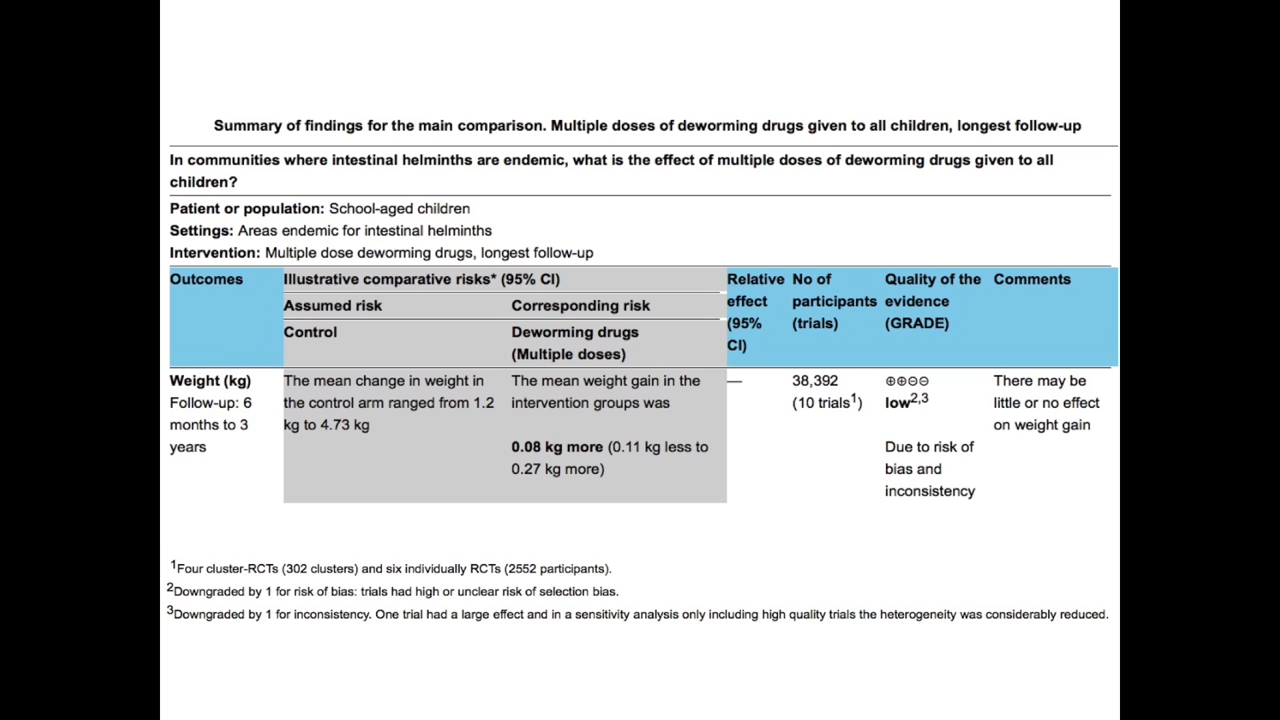 Summary of findings for the main comparison. Multiple doses of deworming drugs given to all children, longest follow-up
In communities where intestinal helminths are endemic, what is the effect of multiple doses of deworming drugs given to all
children?
Patient or population: School-aged children
Settings: Areas endemic for intestinal helminths
Intervention: Multiple dose deworming drugs, longest follow-up
Outcomes
Illustrative comparative risks* (95% CI)
Assumed risk
Corresponding risk
Control
Deworming drugs
(Multiple doses)
Relative
effect
(95%
CI)
No of
participants
(trials)
Quality of the
evidence
(GRADE)
Comments
Weight (kg)
Follow-up: 6
months to 3
years
The mean change in weight in
the control arm ranged from 1.2
kg to 4.73 kg
The mean weight gain in the
intervention groups was
0.08 kg more (0.11 kg less to
0.27 kg more)
—
38,392
(10 trials1)
⊕⊕⊖⊖
low2,3
Due to risk of
bias and
inconsistency
There may be
little or no effect
on weight gain
1Four cluster-RCTs (302 clusters) and six individually RCTs (2552 participants).
2Downgraded by 1 for risk of bias: trials had high or unclear risk of selection bias.
3Downgraded by 1 for inconsistency. One trial had a large effect and in a sensitivity analysis only including high quality trials the heterogeneity was considerably reduced.